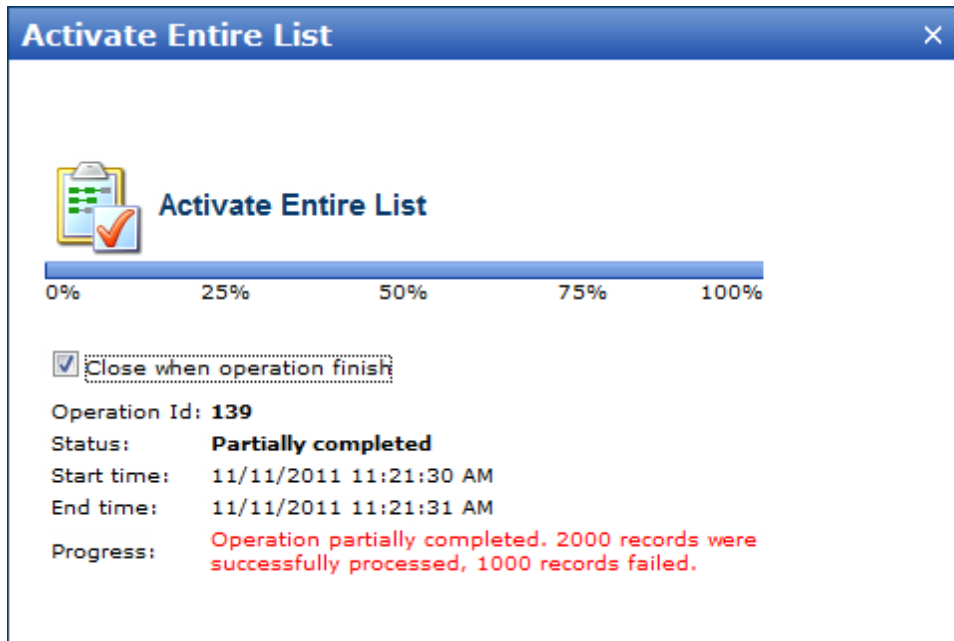 Activate Entire List
Activate Entire List
0% 25% 50% 75% 100%
Close when operation finish
Operation Id: 139
Status: Partially completed
Start time: 11/11/2011 11:21:30 AM
End time: 11/11/2011 11:21:31 AM
Progress: Operation partially completed. 2000 records were
successfully processed, 1000 records failed.